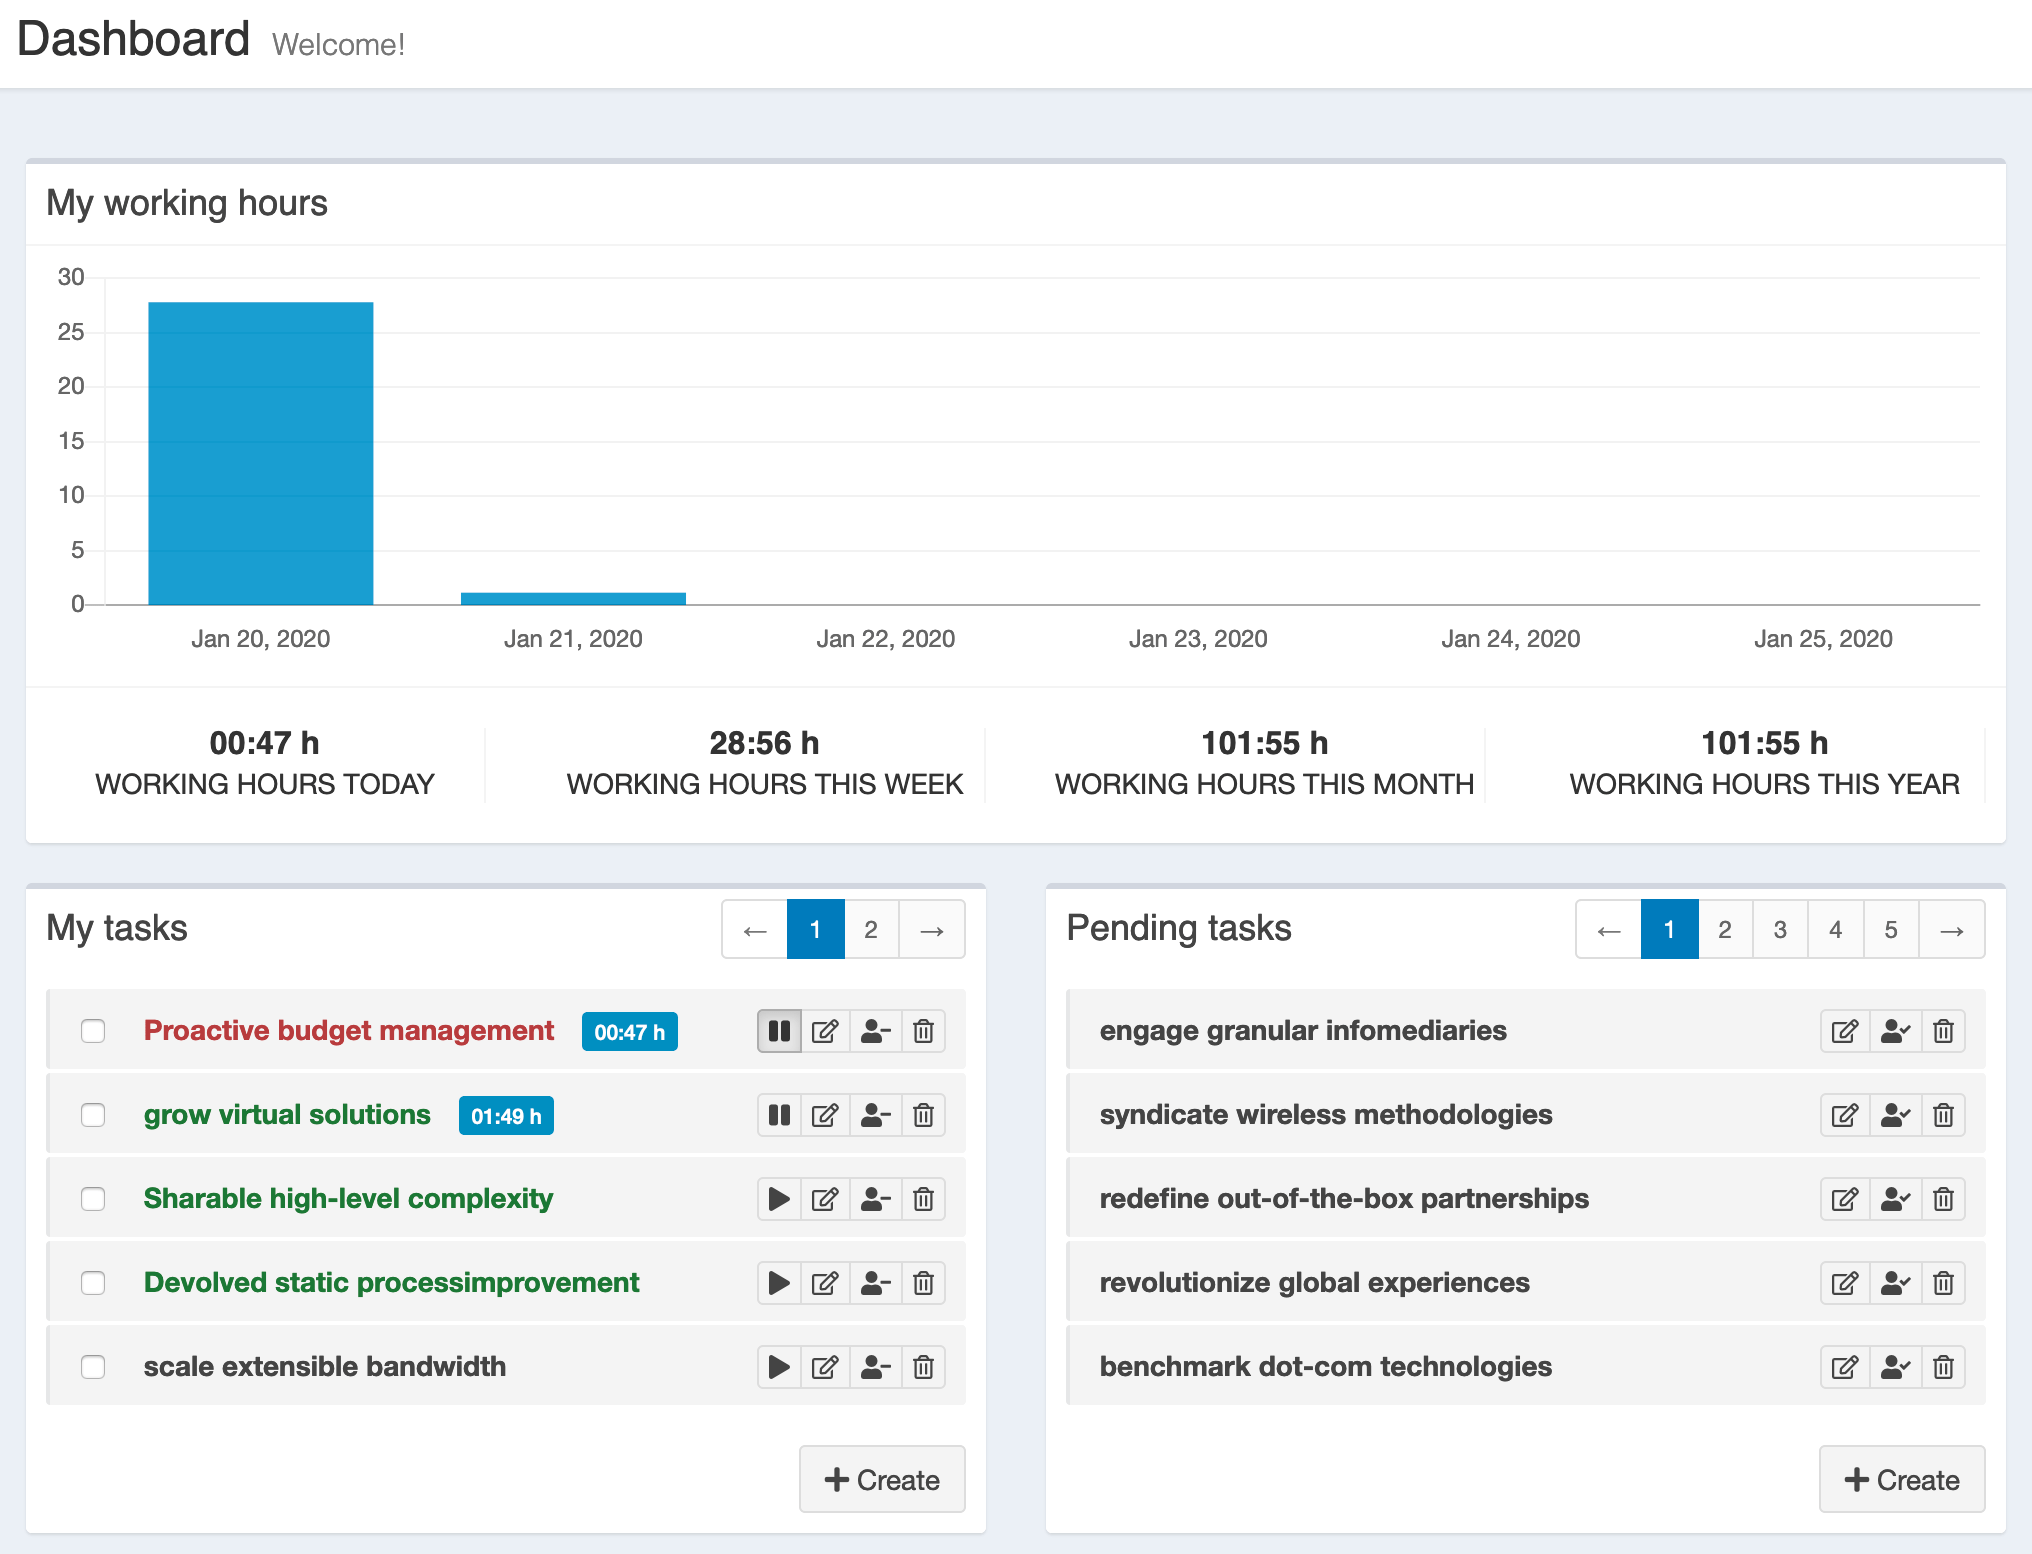 Dashboard Welcome!
My working hours
30
25
20
15
10
5
0
Jan 20, 2020 Jan 21, 2020 Jan 22, 2020 Jan 23, 2020 Jan 24, 2020 Jan 25, 2020
00:47 h 28:56 h 101:55 h 101:55 h
WORKING HOURS TODAY WORKING HOURS THIS WEEK WORKING HOURS THIS MONTH WORKING HOURS THIS YEAR
My tasks ← 1 2 →
Proactive budget management 00:47 h
grow virtual solutions 01:49 h
Sharable high-level complexity
Devolved static processimprovement
scale extensible bandwidth
Create
Pending tasks ← 1 2 3 4 5 →
engage granular infomediaries
syndicate wireless methodologies
redefine out-of-the-box partnerships
revolutionize global experiences
benchmark dot-com technologies
Create